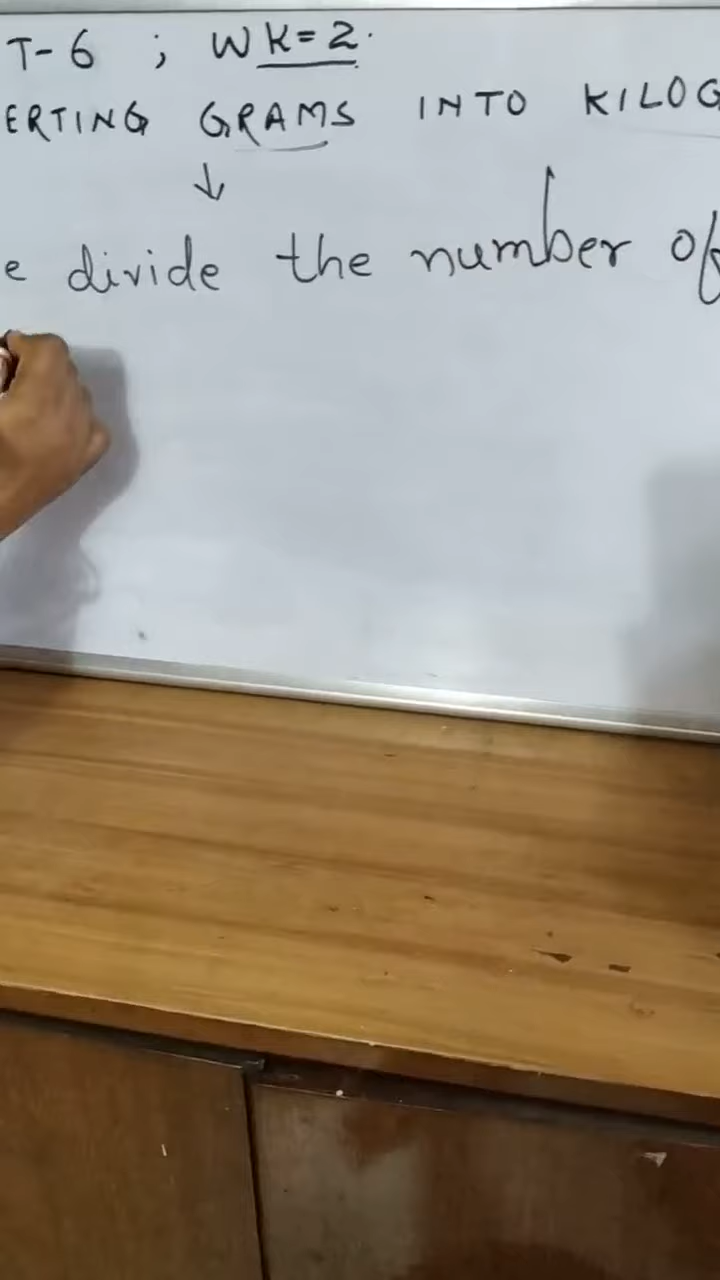 T-6 ; WK=2.
ERTING GRAMS INTO KILOG
e divide the number of